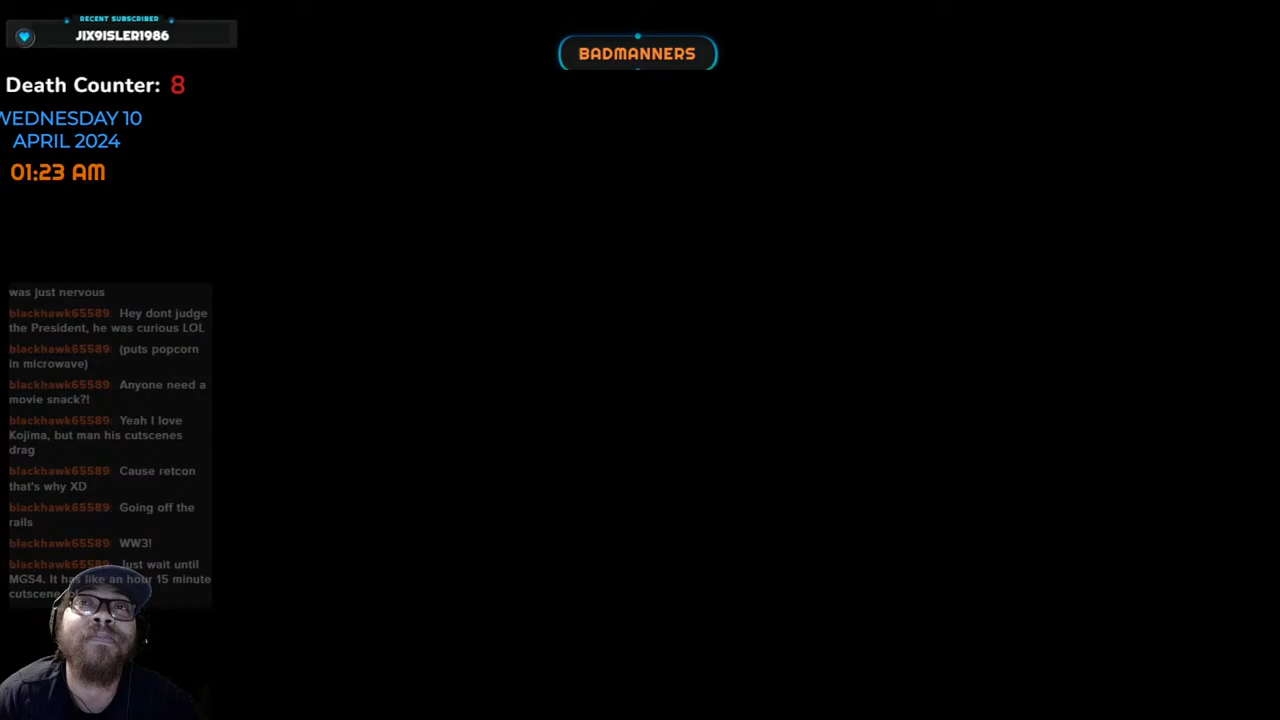 RECENT SUBSCRIBER
JIX9ISLER1986
BADMANNERS
Death Counter: 8
WEDNESDAY 10
APRIL 2024
01:23 AM
was just nervous
blackhawk65589: Hey dont judge
the President, he was curious LOL
blackhawk65589: (puts popcorn
in microwave)
blackhawk65589: Anyone need a
movie snack?!
blackhawk65589: Yeah I love
Kojima, but man his cutscenes
drag
blackhawk65589: Cause retcon
that's why XD
blackhawk65589: Going off the
rails
blackhawk65589: WW3!
blackhawk65589: Just wait until
MGS4. It has like an hour 15 minute
cutscene